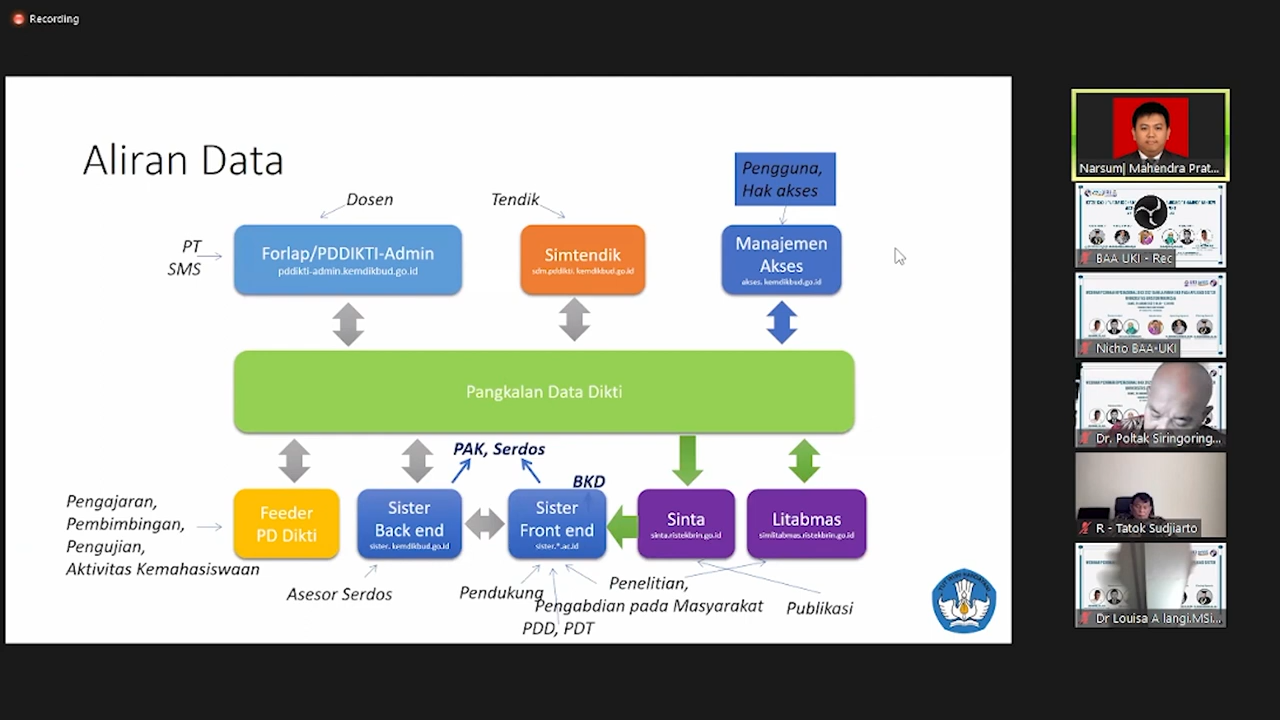 Recording
Aliran Data
Dosen
Tendik
Pengguna,
Hak akses
PT
SMS
Forlap/PDDIKTI-Admin
pddikti-admin.kemdikbud.go.id
Simtendik
sdm.pddikti. kemdikbud.go.id
Manajemen
Akses
akses. kemdikbud.go.id
Pangkalan Data Dikti
PAK, Serdos
BKD
Pengajaran,
Pembimbingan,
Pengujian,
Aktivitas Kemahasiswaan
Feeder
PD Dikti
Sister
Back end
sister. kemdikbud.go.id
Sister
Front end
sister.*.ac.id
Sinta
sinta.ristekbrin.go.id
Litabmas
simlitabmas.ristekbrin.go.id
Asesor Serdos
Pendukung
Penelitian,
Pengabdian pada Masyarakat
Publikasi
PDD, PDT
Narsum| Mahendra Prat...
BAA UKI - Rec
Nicho BAA-UKI
Dr. Poltak Siringoring...
R - Tatok Sudjiarto
Dr Louisa A langi.MSi...